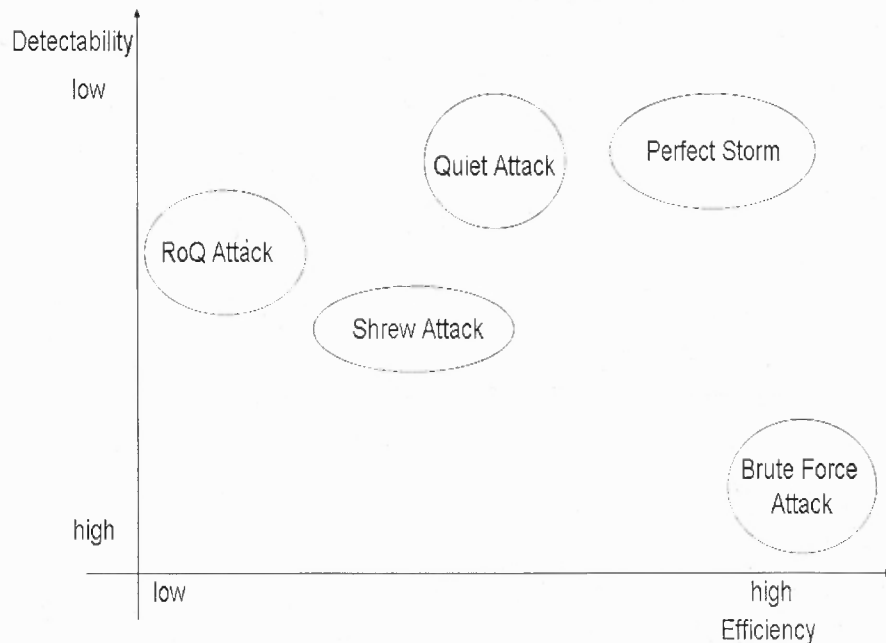 Detectability
low
Quiet Attack
Perfect Storm
RoQ Attack
Shrew Attack
Brute Force
Attack
high
low
high
Efficiency